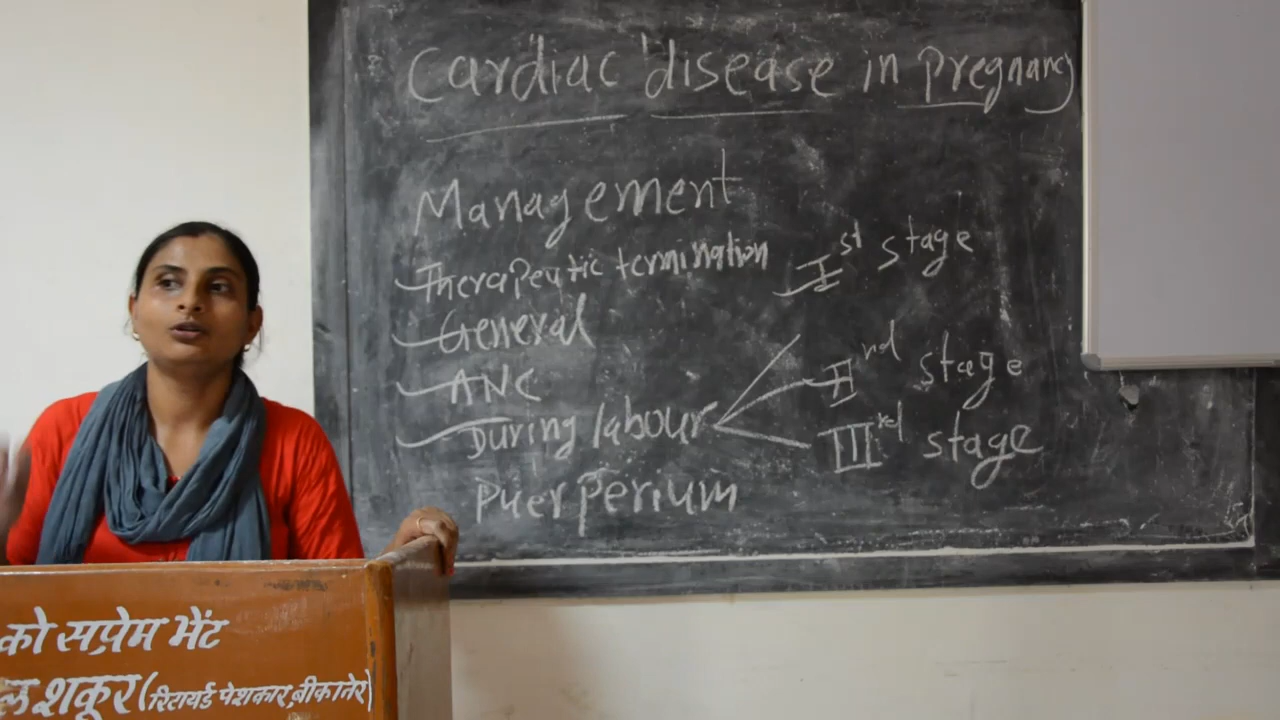 Cardiac disease in pregnancy
Management
Therapeutic termination
General
ANC
During labour
Puerperium
Ist stage
IInd stage
IIIrd stage
को सप्रेम भेंट
शकूर (रिटायर्ड पेशकार, बीकानेर)